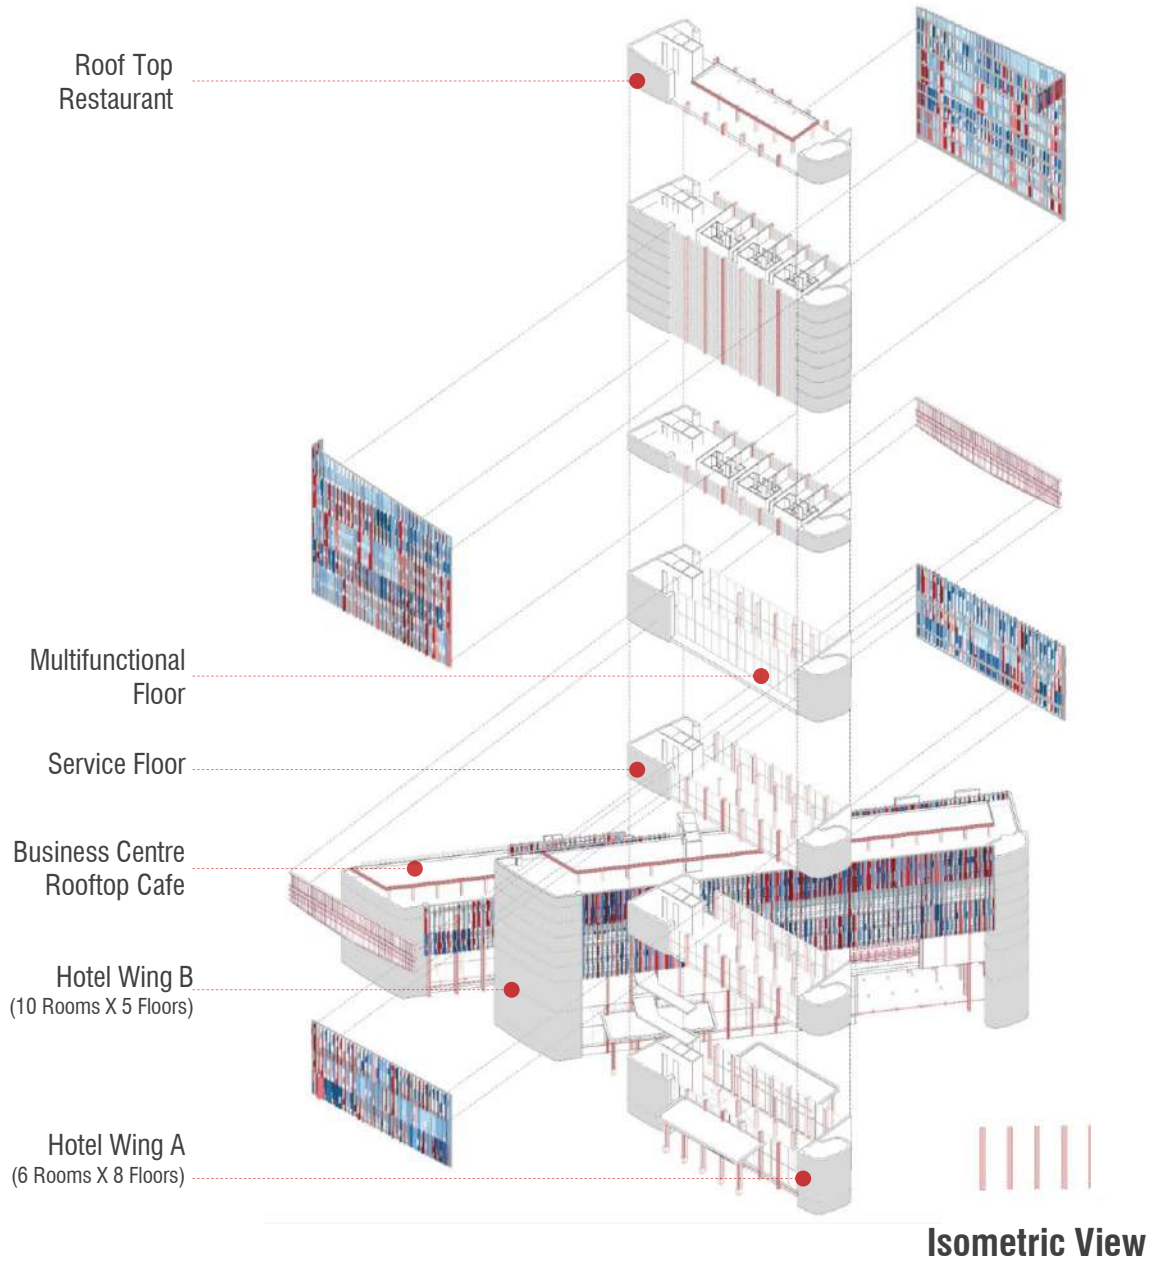 Roof Top
Restaurant
Multifunctional
Floor
Service Floor
Business Centre
Rooftop Cafe
Hotel Wing B
(10 Rooms X 5 Floors)
Hotel Wing A
(6 Rooms X 8 Floors)
Isometric View